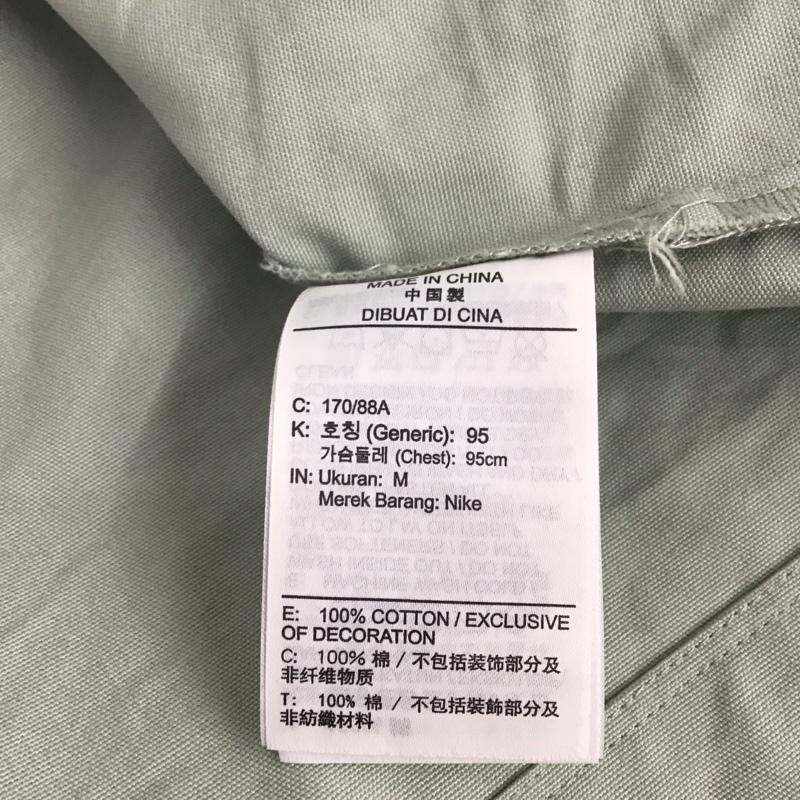 MADE IN CHINA
中国製
DIBUAT DI CINA
C: 170/88A
K: 호칭 (Generic): 95
가슴둘레 (Chest): 95cm
IN: Ukuran: M
Merek Barang: Nike
E: 100% COTTON / EXCLUSIVE
OF DECORATION
C: 100% 棉 / 不包括装饰部分及
非纤维物质
T: 100% 棉 / 不包括裝飾部分及
非紡織材料